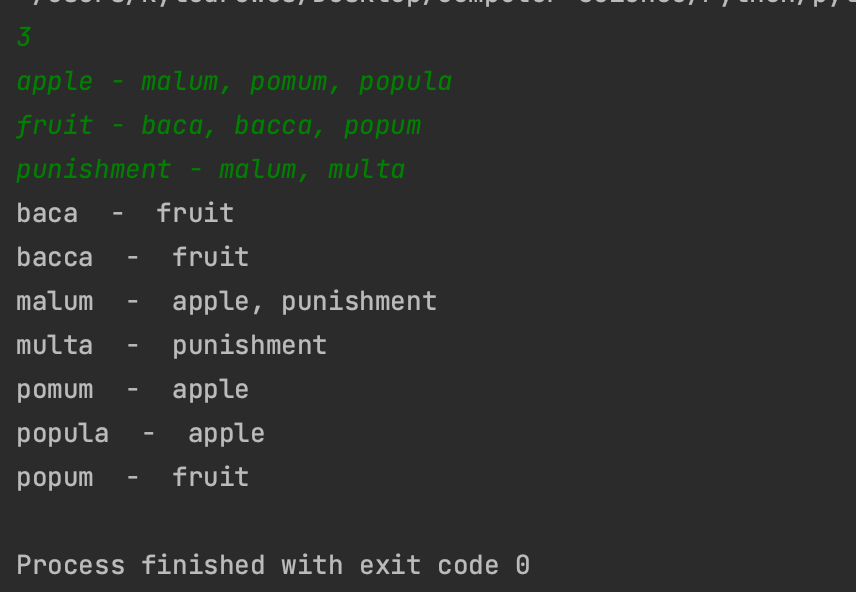 3
apple - malum, pomum, popula
fruit - baca, bacca, popum
punishment - malum, multa
baca  -  fruit
bacca  -  fruit
malum  -  apple, punishment
multa  -  punishment
pomum  -  apple
popula  -  apple
popum  -  fruit
Process finished with exit code 0